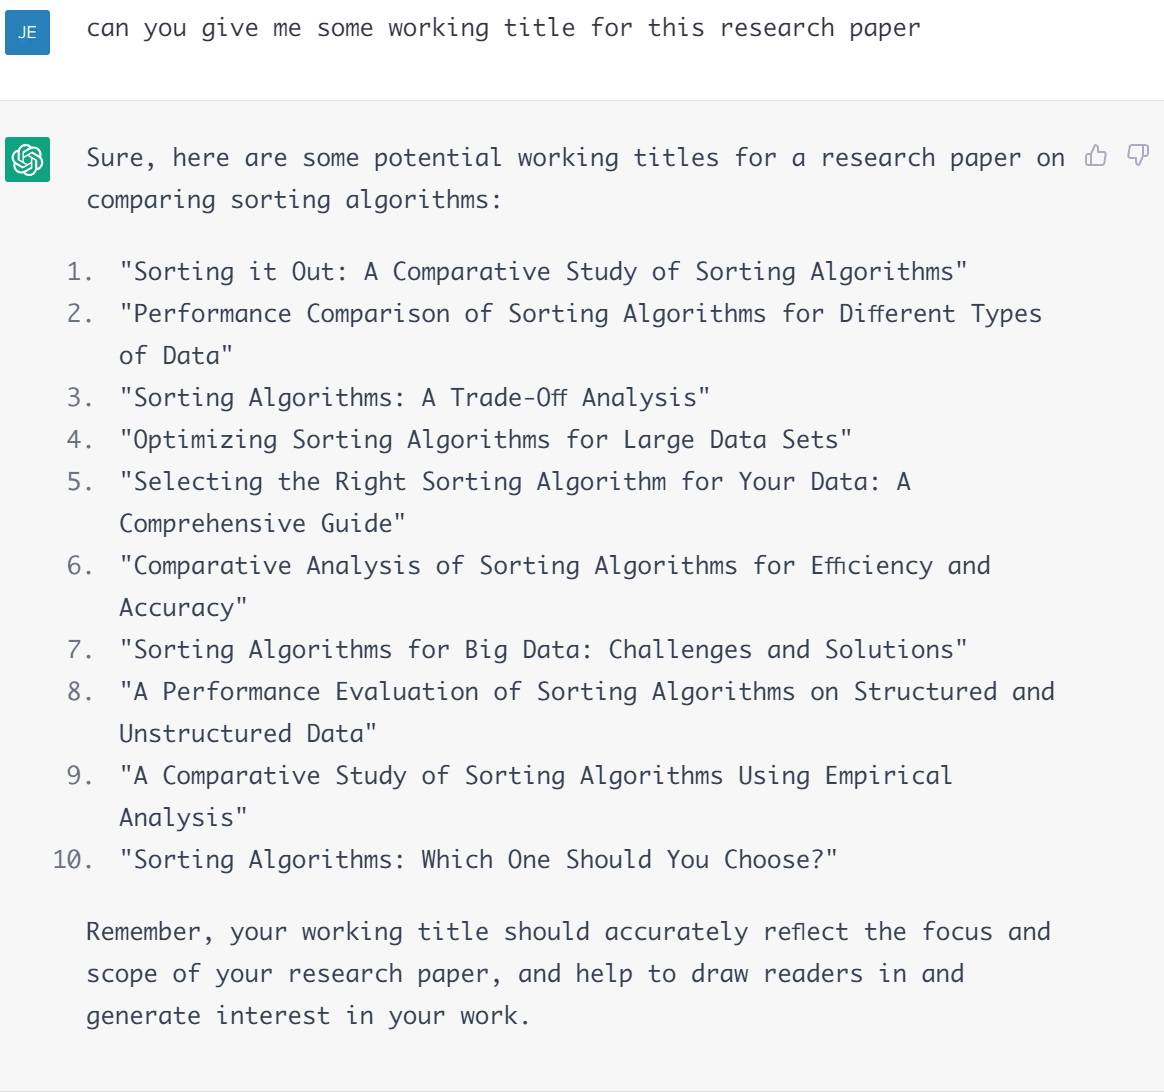 JE
can you give me some working title for this research paper
Sure, here are some potential working titles for a research paper on
comparing sorting algorithms:
1. "Sorting it Out: A Comparative Study of Sorting Algorithms"
2. "Performance Comparison of Sorting Algorithms for Different Types
of Data"
3. "Sorting Algorithms: A Trade-Off Analysis"
4. "Optimizing Sorting Algorithms for Large Data Sets"
5. "Selecting the Right Sorting Algorithm for Your Data: A
Comprehensive Guide"
6. "Comparative Analysis of Sorting Algorithms for Efficiency and
Accuracy"
7. "Sorting Algorithms for Big Data: Challenges and Solutions"
8. "A Performance Evaluation of Sorting Algorithms on Structured and
Unstructured Data"
9. "A Comparative Study of Sorting Algorithms Using Empirical
Analysis"
10. "Sorting Algorithms: Which One Should You Choose?"
Remember, your working title should accurately reflect the focus and
scope of your research paper, and help to draw readers in and
generate interest in your work.